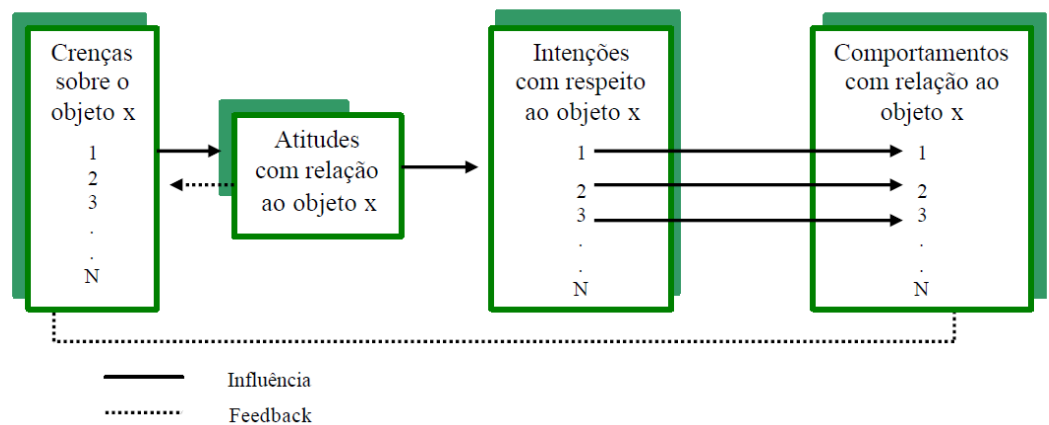 Crenças
sobre o
objeto x
1
2
3
.
.
N
Atitudes
com relação
ao objeto x
Intenções
com respeito
ao objeto x
1
2
3
.
.
N
Comportamentos
com relação ao
objeto x
1
2
3
.
.
N
Influência
Feedback